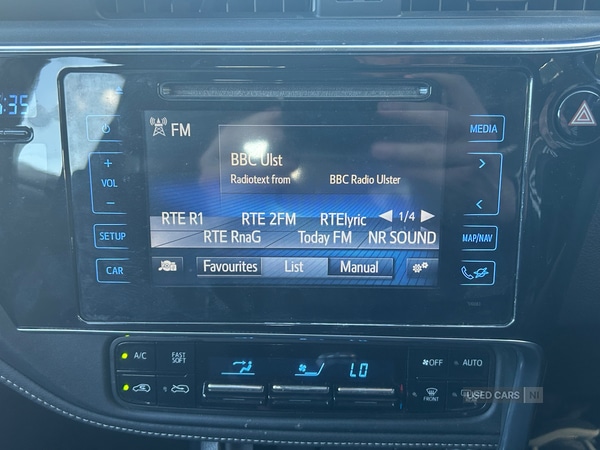 :35
FM
BBC Ulst
Radiotext from BBC Radio Ulster
RTE R1 RTE 2FM RTElyric 1/4
RTE RnaG Today FM NR SOUND
Favourites List Manual
+
VOL
−
SETUP
CAR
MEDIA
MAP/NAV
A/C
FAST
SOFT
LO
OFF
AUTO
FRONT
USED CARS NI